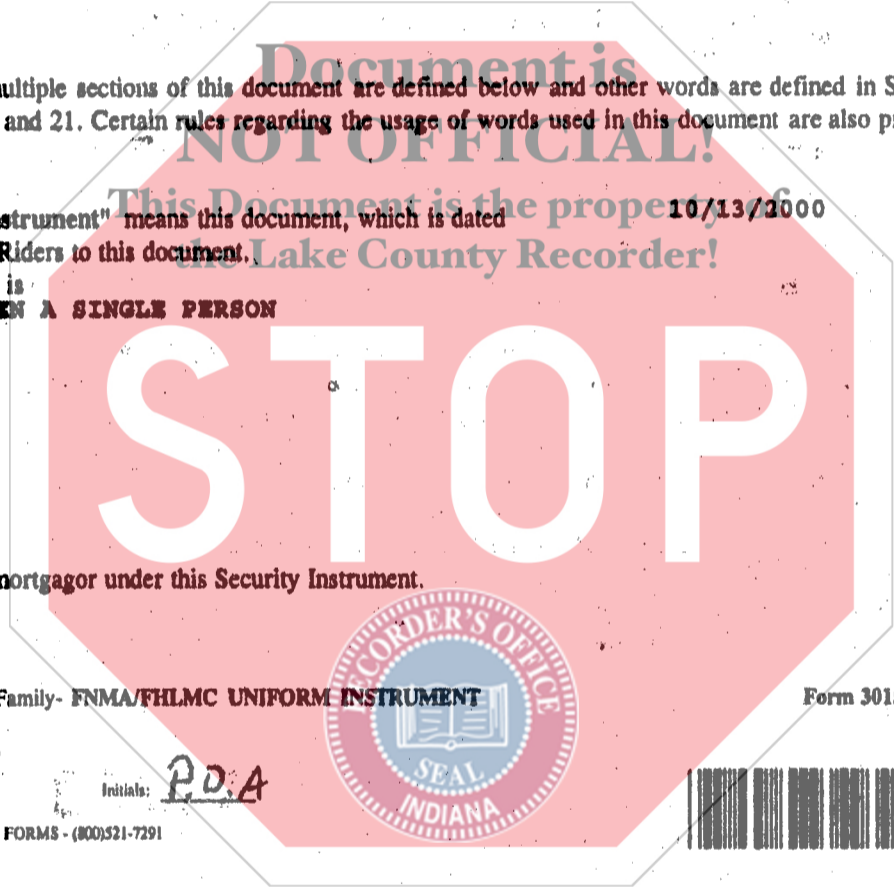 Document is
ultiple sections of this document are defined below and other words are defined in S
and 21. Certain rules regarding the usage of words used in this document are also p
NOT OFFICIAL!
This Document is the property of
strument" means this document, which is dated 10/13/2000
Riders to this document.
the Lake County Recorder!
is
EN A SINGLE PERSON
STOP
mortgagor under this Security Instrument.
RECORDER'S OFFICE
SEAL
INDIANA
Family- FNMA/FHLMC UNIFORM INSTRUMENT Form 301
Initials: P.D.A
FORMS - (800)521-7291